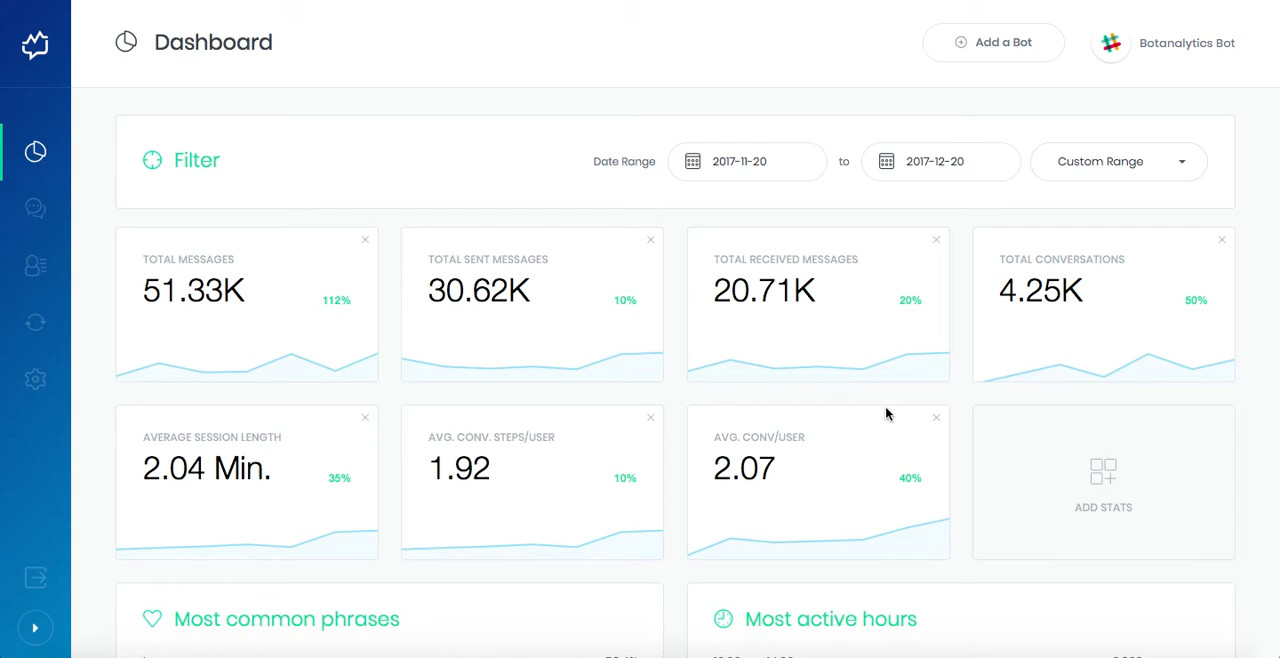 Dashboard
Add a Bot
Botanalytics Bot
Filter
Date Range
2017-11-20
to
2017-12-20
Custom Range
TOTAL MESSAGES
51.33K
112%
TOTAL SENT MESSAGES
30.62K
10%
TOTAL RECEIVED MESSAGES
20.71K
20%
TOTAL CONVERSATIONS
4.25K
50%
AVERAGE SESSION LENGTH
2.04 Min.
35%
AVG. CONV. STEPS/USER
1.92
10%
AVG. CONV/USER
2.07
40%
ADD STATS
Most common phrases
Most active hours